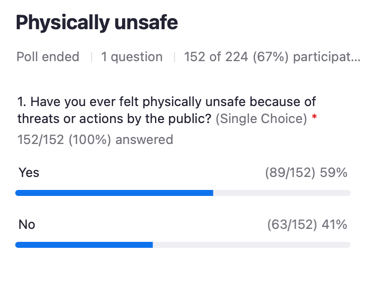 Physically unsafe
Poll ended | 1 question | 152 of 224 (67%) participat...
1. Have you ever felt physically unsafe because of
threats or actions by the public? (Single Choice) *
152/152 (100%) answered
Yes (89/152) 59%
No (63/152) 41%